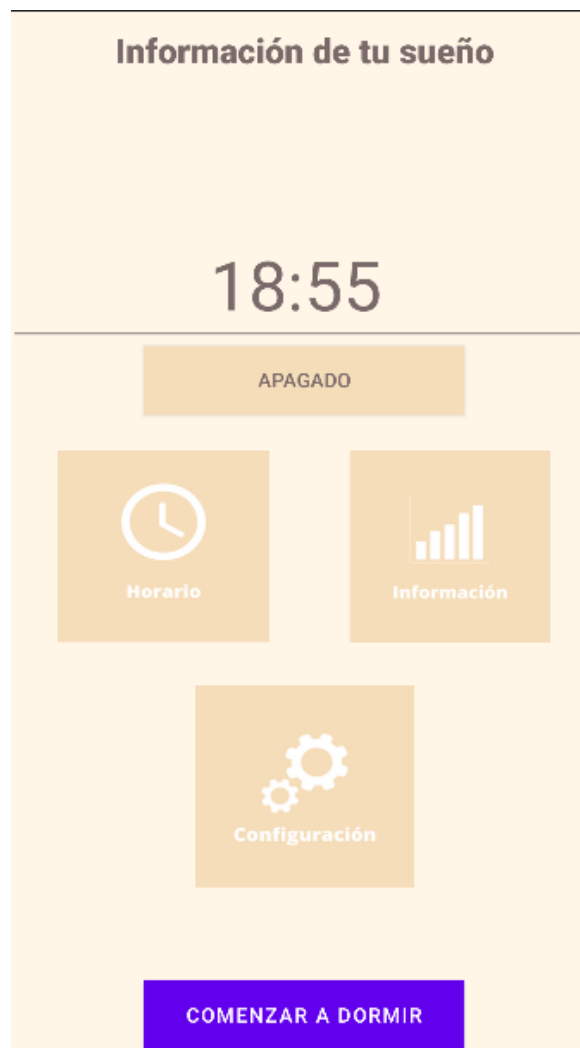 Información de tu sueño
18:55
APAGADO
Horario
Información
Configuración
COMENZAR A DORMIR